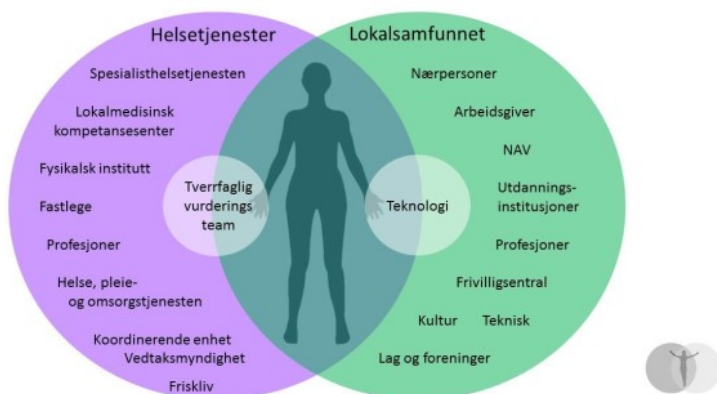 Helsetjenester
Spesialisthelsetjenesten
Lokalmedisinsk
kompetansesenter
Fysikalsk institutt
Fastlege
Profesjoner
Helse, pleie-
og omsorgstjenesten
Koordinerende enhet
Vedtaksmyndighet
Friskliv
Tverrfaglig
vurderings
team
Teknologi
Lokalsamfunnet
Nærpersoner
Arbeidsgiver
NAV
Utdannings-
institusjoner
Profesjoner
Frivilligsentral
Kultur Teknisk
Lag og foreninger